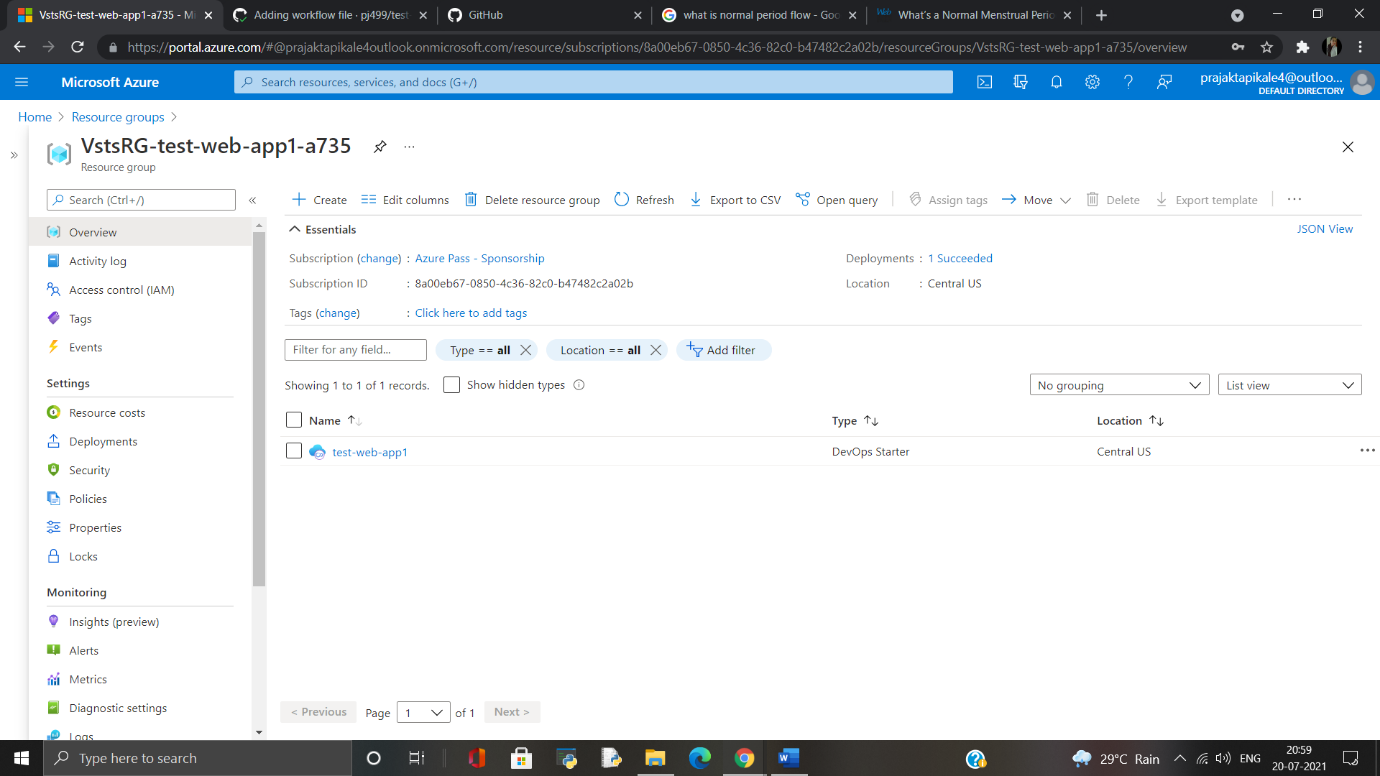 VstsRG-test-web-app1-a735 - Mi
Adding workflow file · pj499/test
GitHub
what is normal period flow - Goo
Web What's a Normal Menstrual Perio
https://portal.azure.com/#@prajaktapikale4outlook.onmicrosoft.com/resource/subscriptions/8a00eb67-0850-4c36-82c0-b47482c2a02b/resourceGroups/VstsRG-test-web-app1-a735/overview
Microsoft Azure
Search resources, services, and docs (G+/)
prajaktapikale4@outloo...
DEFAULT DIRECTORY
Home > Resource groups >
VstsRG-test-web-app1-a735 ...
Resource group
Search (Ctrl+/)
Overview
Activity log
Access control (IAM)
Tags
Events
Settings
Resource costs
Deployments
Security
Policies
Properties
Locks
Monitoring
Insights (preview)
Alerts
Metrics
Diagnostic settings
Logs
Create Edit columns Delete resource group Refresh Export to CSV Open query Assign tags Move Delete Export template ...
Essentials JSON View
Subscription (change) : Azure Pass - Sponsorship Deployments : 1 Succeeded
Subscription ID : 8a00eb67-0850-4c36-82c0-b47482c2a02b Location : Central US
Tags (change) : Click here to add tags
Filter for any field... Type == all Location == all Add filter
Showing 1 to 1 of 1 records. Show hidden types No grouping List view
Name Type Location
test-web-app1 DevOps Starter Central US
< Previous Page 1 of 1 Next >
Type here to search
29°C Rain ENG 20:59
20-07-2021